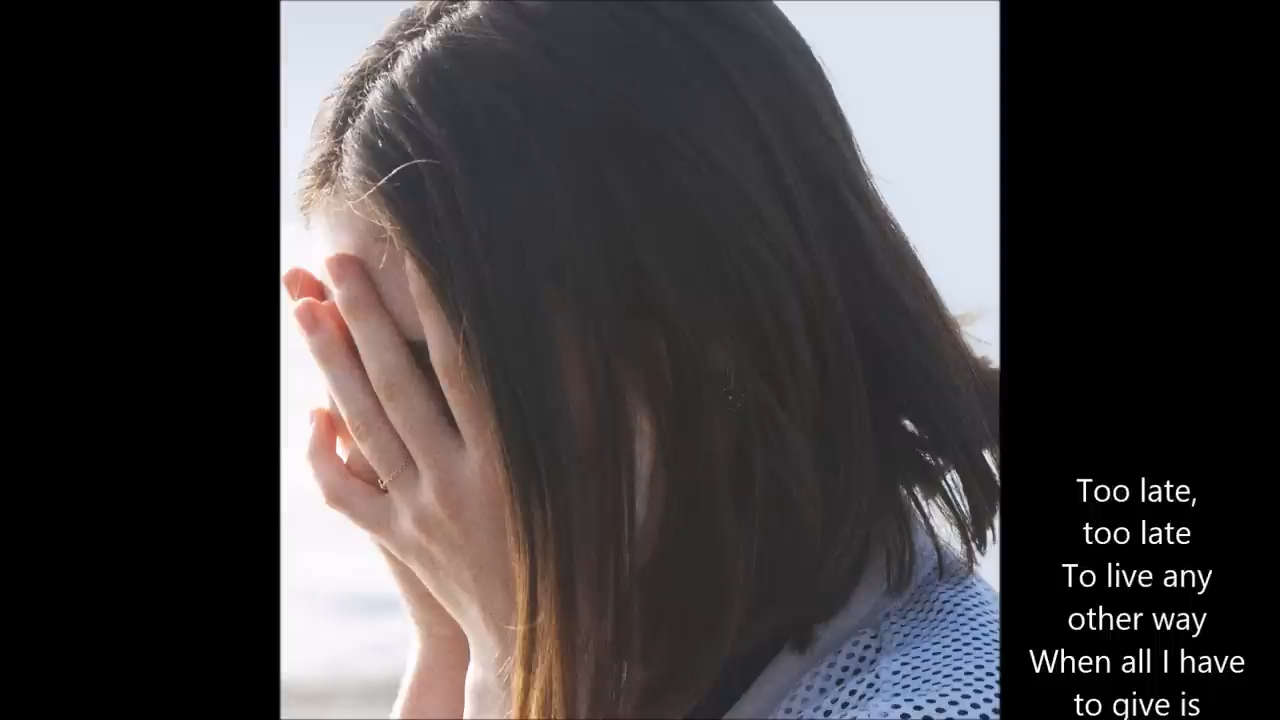 Too late,
too late
To live any
other way
When all I have
to give is